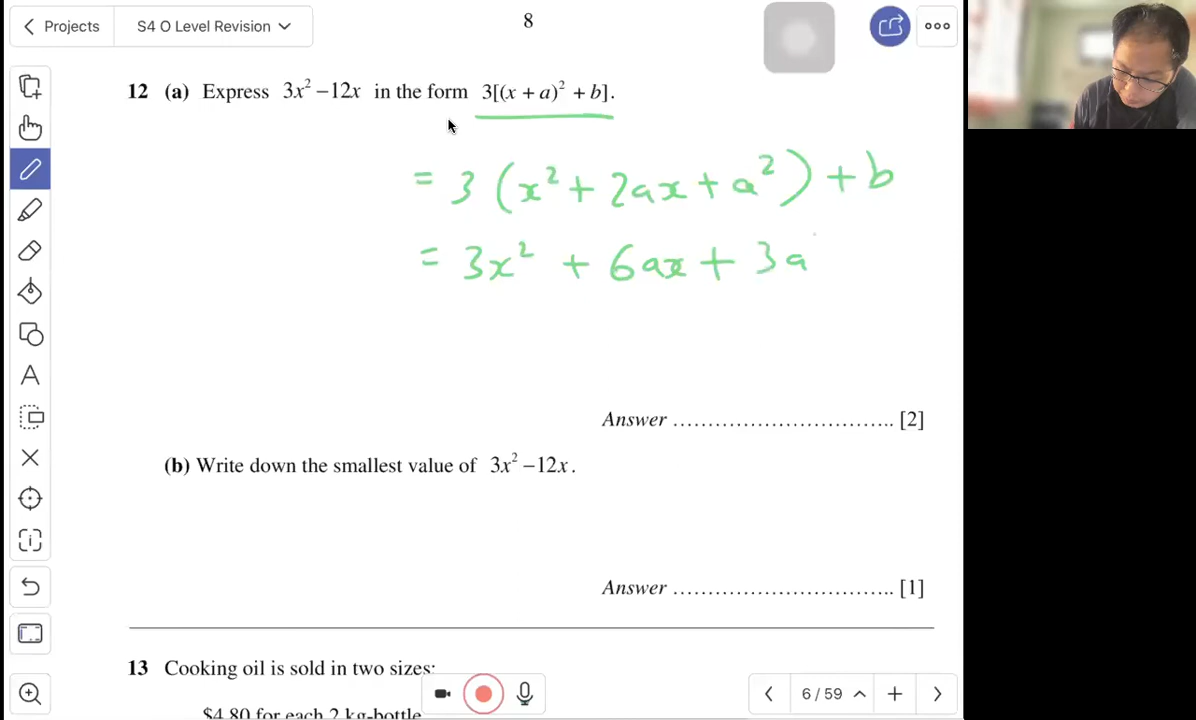 Projects
S4 O Level Revision
8
12 (a) Express 3x² −12x in the form 3[(x + a)² + b].
= 3 (x² + 2ax + a²) + b
= 3x² + 6ax + 3a
Answer .................................. [2]
(b) Write down the smallest value of 3x² −12x.
Answer .................................. [1]
13 Cooking oil is sold in two sizes:
$4.80 for each 2 kg-bottle
6 / 59